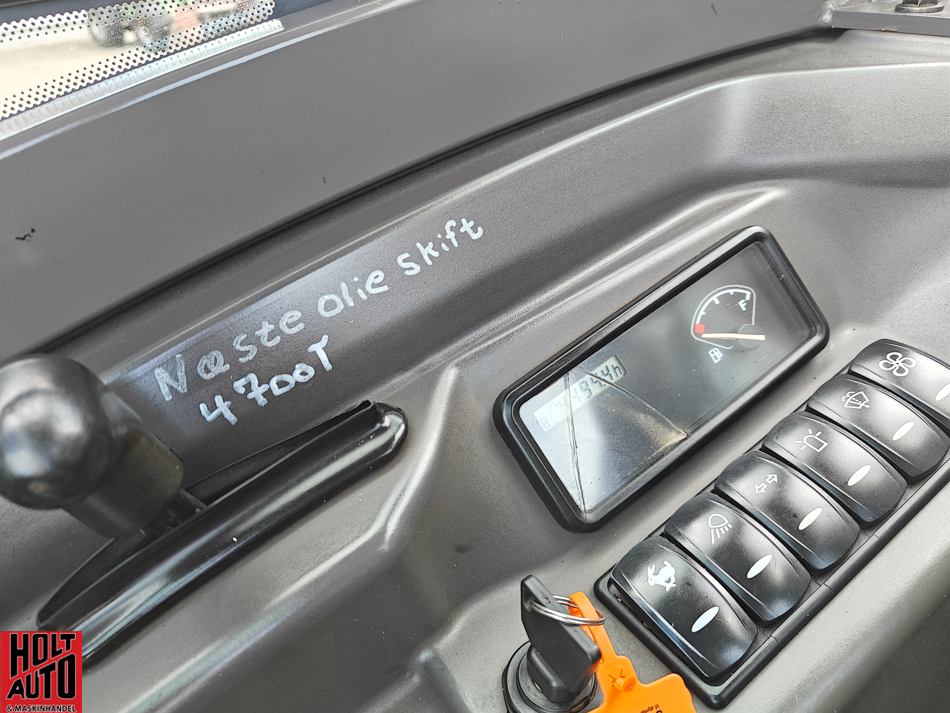 Næste olie skift
4700T
F
HOLT
AUTO
& MASKINHANDEL